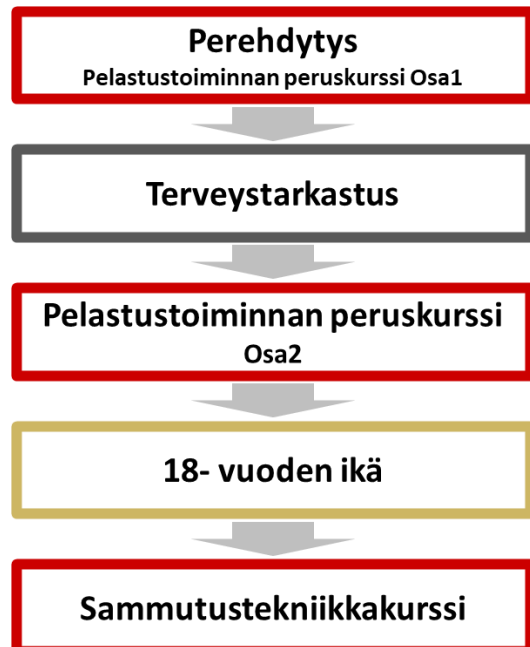 Perehdytys
Pelastustoiminnan peruskurssi Osa1
Terveystarkastus
Pelastustoiminnan peruskurssi
Osa2
18- vuoden ikä
Sammutustekniikkakurssi